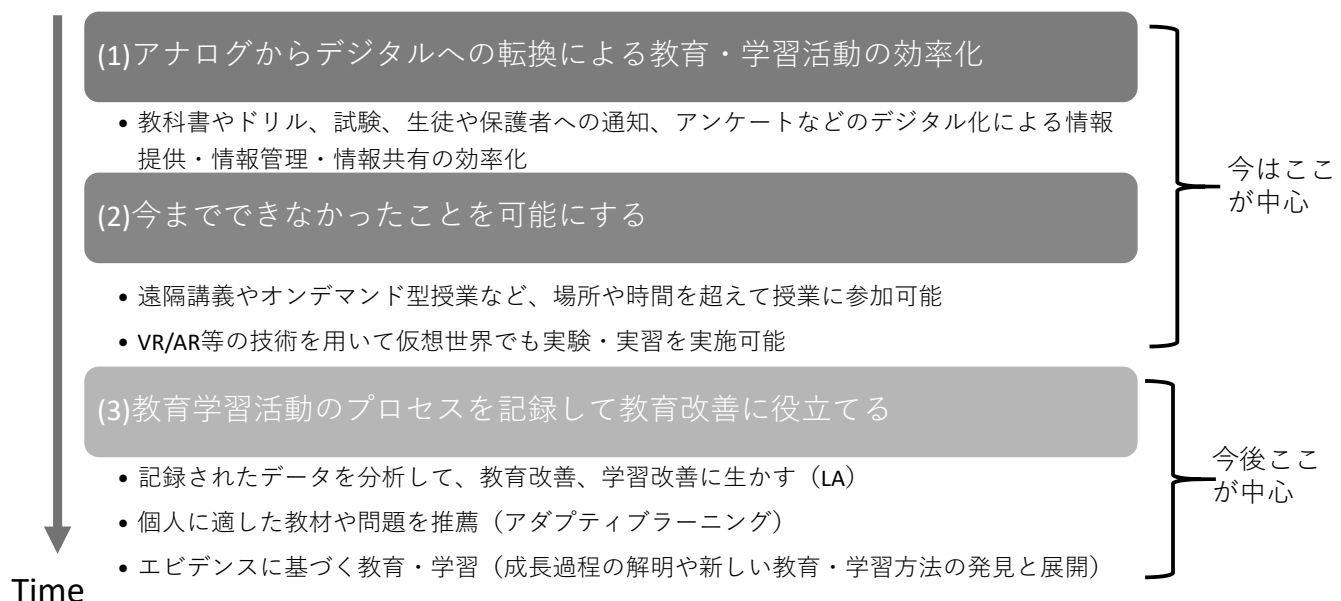 (1)アナログからデジタルへの転換による教育・学習活動の効率化
• 教科書やドリル、試験、生徒や保護者への通知、アンケートなどのデジタル化による情報
提供・情報管理・情報共有の効率化
(2)今までできなかったことを可能にする
• 遠隔講義やオンデマンド型授業など、場所や時間を超えて授業に参加可能
• VR/AR等の技術を用いて仮想世界でも実験・実習を実施可能
今はここ
が中心
(3)教育学習活動のプロセスを記録して教育改善に役立てる
• 記録されたデータを分析して、教育改善、学習改善に生かす（LA）
• 個人に適した教材や問題を推薦（アダプティブラーニング）
• エビデンスに基づく教育・学習（成長過程の解明や新しい教育・学習方法の発見と展開）
今後ここ
が中心
Time